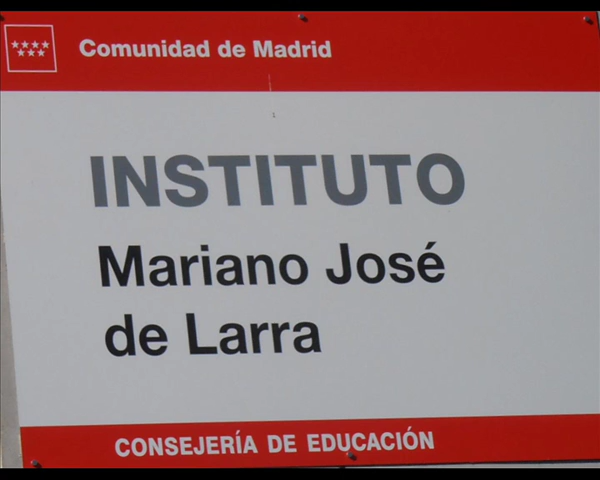 Comunidad de Madrid
INSTITUTO
Mariano José
de Larra
CONSEJERÍA DE EDUCACIÓN